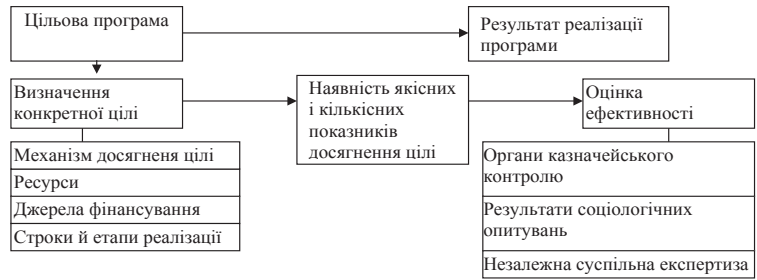 Цільова програма
Результат реалізації
програми
Визначення
конкретної цілі
Наявність якісних
і кількісних
показників
досягнення цілі
Оцінка
ефективності
Механізм досягненя цілі
Ресурси
Джерела фінансування
Строки й етапи реалізації
Органи казначейського
контролю
Результати соціологічних
опитувань
Незалежна суспільна експертиза